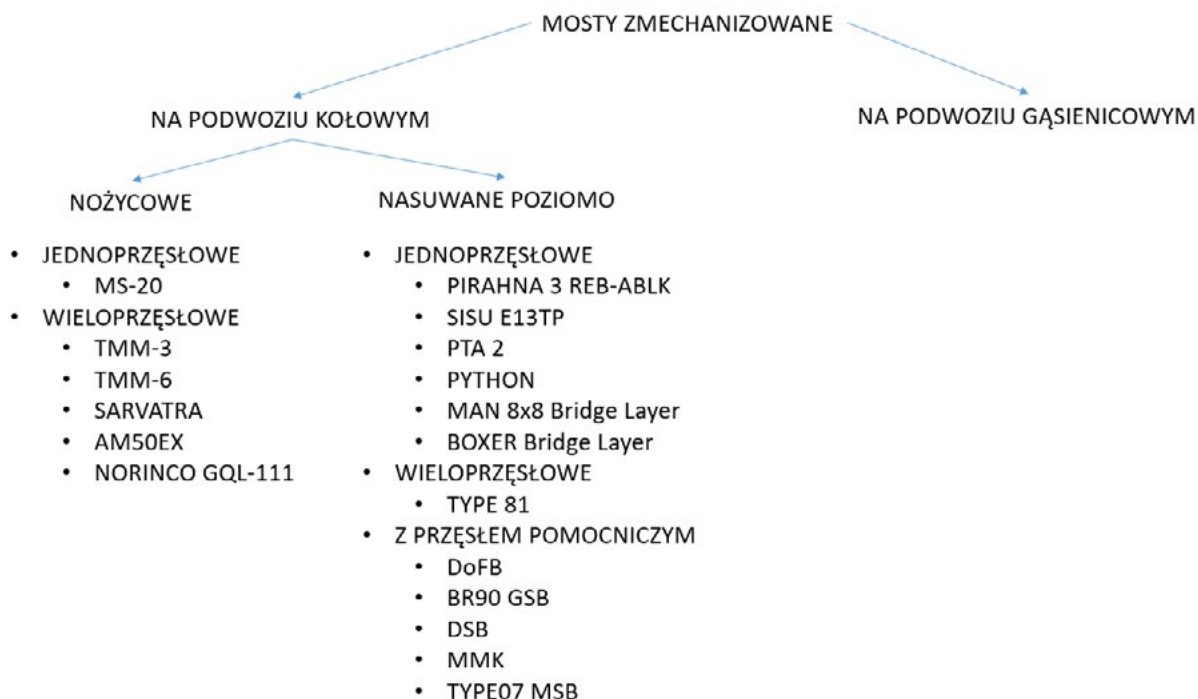 MOSTY ZMECHANIZOWANE
NA PODWOZIU KOŁOWYM
NA PODWOZIU GĄSIENICOWYM
NOŻYCOWE
• JEDNOPRZĘSŁOWE
• MS-20
• WIELOPRZĘSŁOWE
• TMM-3
• TMM-6
• SARVATRA
• AM50EX
• NORINCO GQL-111
NASUWANE POZIOMO
• JEDNOPRZĘSŁOWE
• PIRAHNA 3 REB-ABLK
• SISU E13TP
• PTA 2
• PYTHON
• MAN 8x8 Bridge Layer
• BOXER Bridge Layer
• WIELOPRZĘSŁOWE
• TYPE 81
• Z PRZĘSŁEM POMOCNICZYM
• DoFB
• BR90 GSB
• DSB
• MMK
• TYPE07 MSB